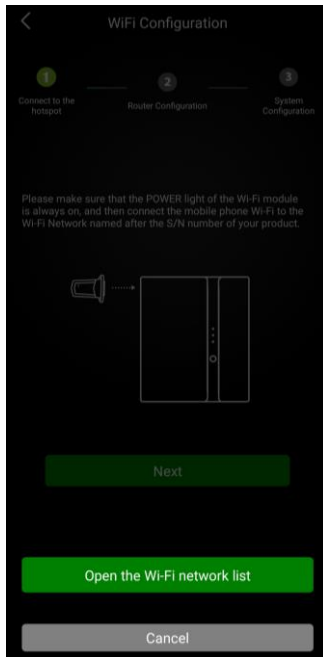 WiFi Configuration
1
2
3
Connect to the
hotspot
Router Configuration
System
Configuration
Please make sure that the POWER light of the Wi-Fi module
is always on, and then connect the mobile phone Wi-Fi to the
Wi-Fi Network named after the S/N number of your product.
Next
Open the Wi-Fi network list
Cancel